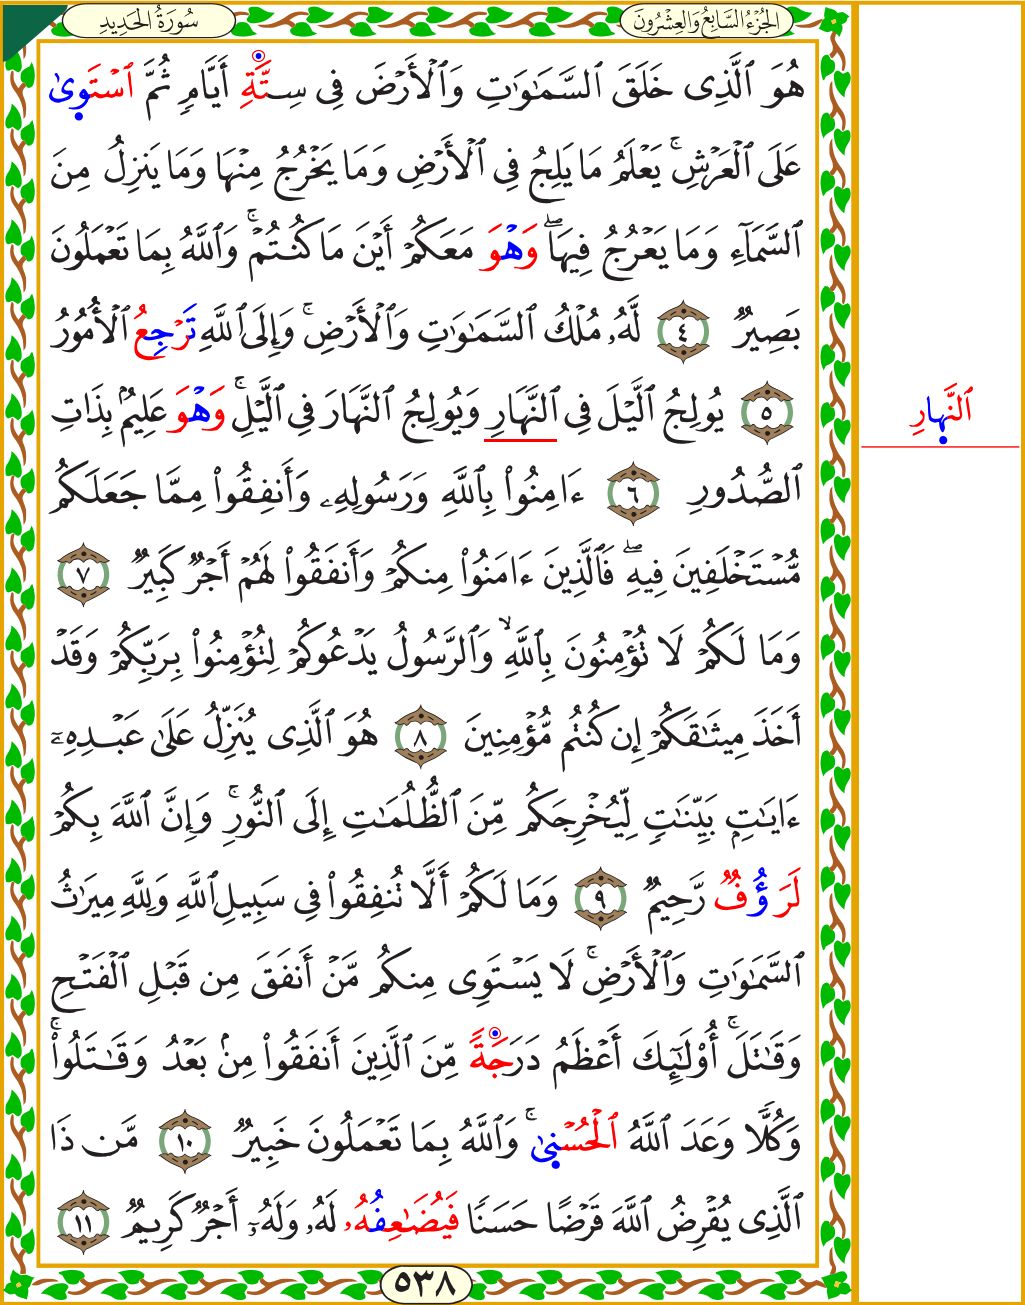 سُورَةُ الحَدِيدِ
الجُزْءُ السَّابِعُ وَالعِشْرُونَ
هُوَ ٱلَّذِى خَلَقَ ٱلسَّمَٰوَٰتِ وَٱلْأَرْضَ فِى سِتَّةِ أَيَّامٍ ثُمَّ ٱسْتَوِىٰ
عَلَى ٱلْعَرْشِۚ يَعْلَمُ مَا يَلِجُ فِى ٱلْأَرْضِ وَمَا يَخْرُجُ مِنْهَا وَمَا يَنزِلُ مِنَ
ٱلسَّمَآءِ وَمَا يَعْرُجُ فِيهَاۖ وَهْوَ مَعَكُمْ أَيْنَ مَا كُنتُمْۚ وَٱللَّهُ بِمَا تَعْمَلُونَ
بَصِيرٌ ٤ لَّهُۥ مُلْكُ ٱلسَّمَٰوَٰتِ وَٱلْأَرْضِۚ وَإِلَى ٱللَّهِ تَرْجِعُ ٱلْأُمُورُ
٥ يُولِجُ ٱلَّيْلَ فِى ٱلنَّهَارِ وَيُولِجُ ٱلنَّهَارَ فِى ٱلَّيْلِۚ وَهْوَ عَلِيمٌۢ بِذَاتِ
ٱلنَّهِارِ
ٱلصُّدُورِ ٦ ءَامِنُوا۟ بِٱللَّهِ وَرَسُولِهِۦ وَأَنفِقُوا۟ مِمَّا جَعَلَكُم
مُّسْتَخْلَفِينَ فِيهِۖ فَٱلَّذِينَ ءَامَنُوا۟ مِنكُمْ وَأَنفَقُوا۟ لَهُمْ أَجْرٌ كَبِيرٌ ٧
وَمَا لَكُمْ لَا تُؤْمِنُونَ بِٱللَّهِۙ وَٱلرَّسُولُ يَدْعُوكُمْ لِتُؤْمِنُوا۟ بِرَبِّكُمْ وَقَدْ
أَخَذَ مِيثَٰقَكُمْ إِن كُنتُم مُّؤْمِنِينَ ٨ هُوَ ٱلَّذِى يُنَزِّلُ عَلَىٰ عَبْدِهِۦٓ
ءَايَٰتٍۭ بَيِّنَٰتٍ لِّيُخْرِجَكُم مِّنَ ٱلظُّلُمَٰتِ إِلَى ٱلنُّورِۚ وَإِنَّ ٱللَّهَ بِكُمْ
لَرَؤُفٌ رَّحِيمٌ ٩ وَمَا لَكُمْ أَلَّا تُنفِقُوا۟ فِى سَبِيلِ ٱللَّهِ وَلِلَّهِ مِيرَٰثُ
ٱلسَّمَٰوَٰتِ وَٱلْأَرْضِۚ لَا يَسْتَوِى مِنكُم مَّنْ أَنفَقَ مِن قَبْلِ ٱلْفَتْحِ
وَقَٰتَلَۚ أُو۟لَٰٓئِكَ أَعْظَمُ دَرَجَةً مِّنَ ٱلَّذِينَ أَنفَقُوا۟ مِنۢ بَعْدُ وَقَٰتَلُوا۟ۚ
وَكُلًّا وَعَدَ ٱللَّهُ ٱلْحُسْنِىٰۚ وَٱللَّهُ بِمَا تَعْمَلُونَ خَبِيرٌ ١٠ مَّن ذَا
ٱلَّذِى يُقْرِضُ ٱللَّهَ قَرْضًا حَسَنًا فَيُضَٰعِفُهُۥ لَهُۥ وَلَهُۥٓ أَجْرٌ كَرِيمٌ ١١
٥٣٨